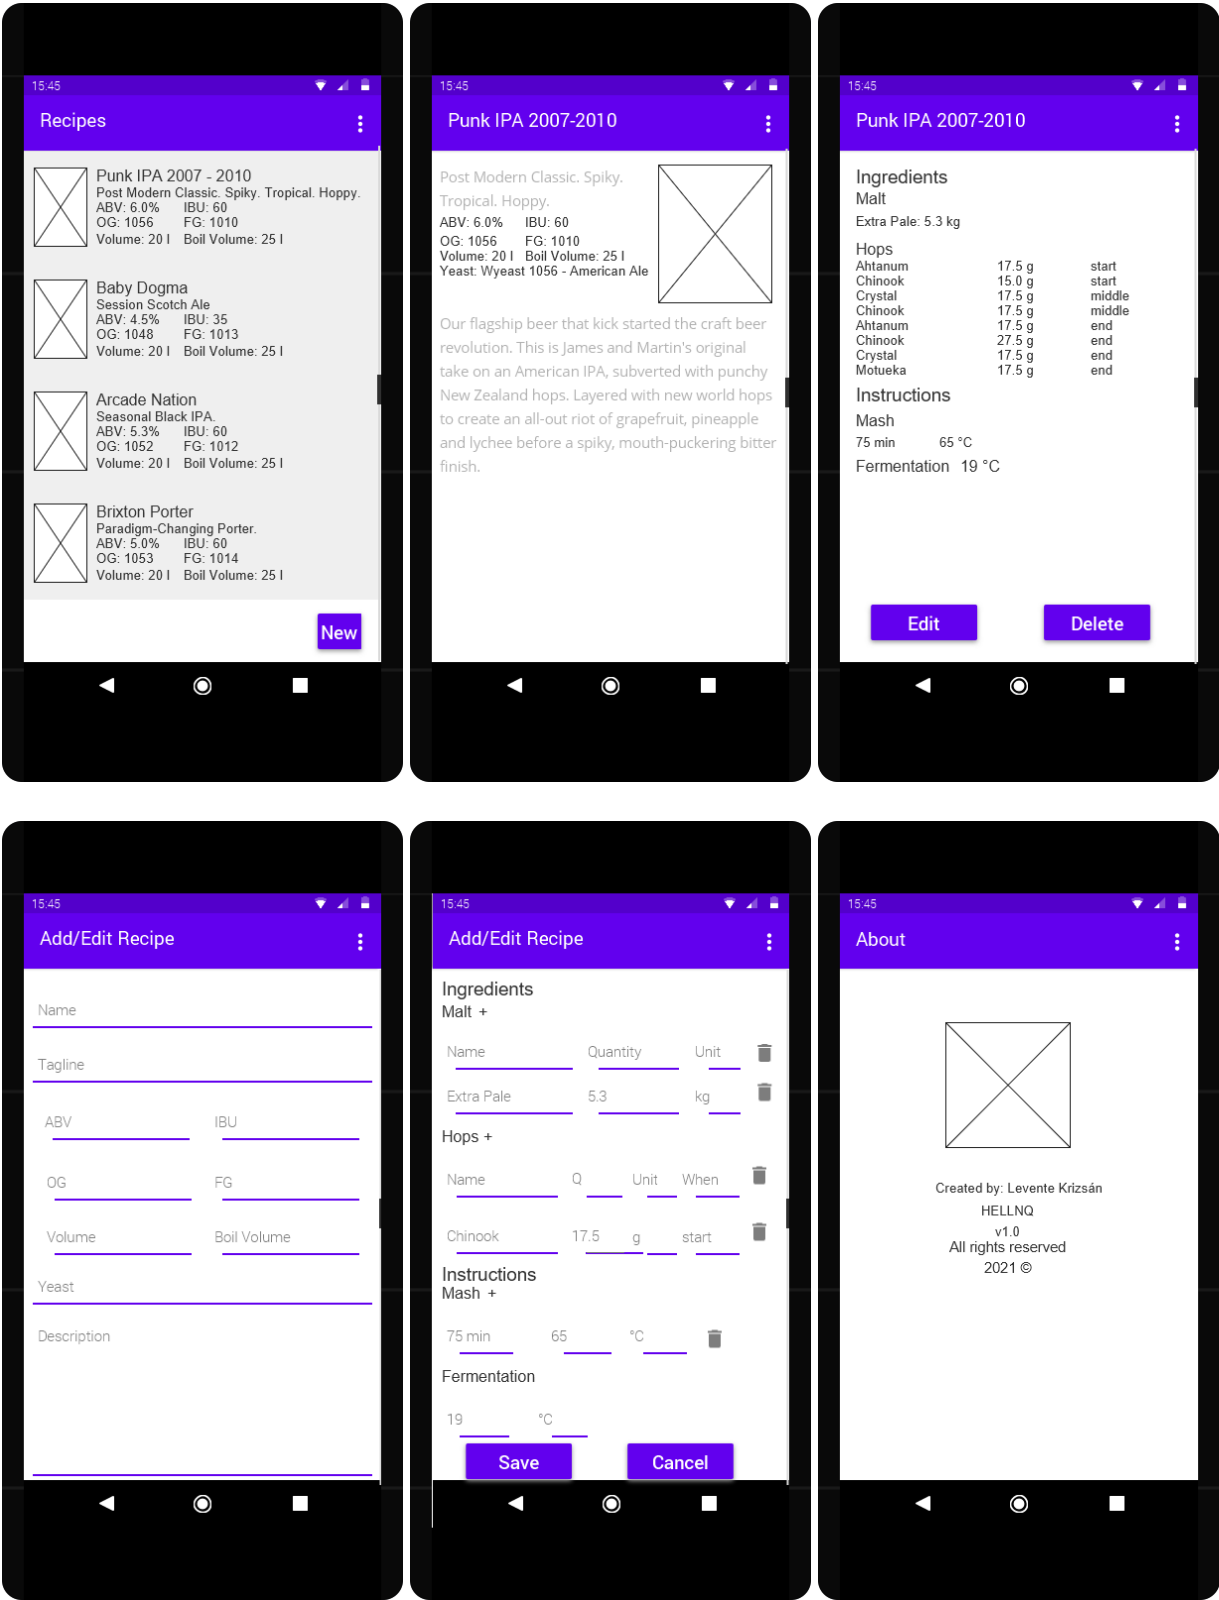 15:45
Recipes
Punk IPA 2007 - 2010
Post Modern Classic. Spiky. Tropical. Hoppy.
ABV: 6.0% IBU: 60
OG: 1056 FG: 1010
Volume: 20 l Boil Volume: 25 l
Baby Dogma
Session Scotch Ale
ABV: 4.5% IBU: 35
OG: 1048 FG: 1013
Volume: 20 l Boil Volume: 25 l
Arcade Nation
Seasonal Black IPA.
ABV: 5.3% IBU: 60
OG: 1052 FG: 1012
Volume: 20 l Boil Volume: 25 l
Brixton Porter
Paradigm-Changing Porter.
ABV: 5.0% IBU: 60
OG: 1053 FG: 1014
Volume: 20 l Boil Volume: 25 l
New
15:45
Punk IPA 2007-2010
Post Modern Classic. Spiky.
Tropical. Hoppy.
ABV: 6.0% IBU: 60
OG: 1056 FG: 1010
Volume: 20 l Boil Volume: 25 l
Yeast: Wyeast 1056 - American Ale
Our flagship beer that kick started the craft beer
revolution. This is James and Martin's original
take on an American IPA, subverted with punchy
New Zealand hops. Layered with new world hops
to create an all-out riot of grapefruit, pineapple
and lychee before a spiky, mouth-puckering bitter
finish.
15:45
Punk IPA 2007-2010
Ingredients
Malt
Extra Pale: 5.3 kg
Hops
Ahtanum 17.5 g start
Chinook 15.0 g start
Crystal 17.5 g middle
Chinook 17.5 g middle
Ahtanum 17.5 g end
Chinook 27.5 g end
Crystal 17.5 g end
Motueka 17.5 g end
Instructions
Mash
75 min 65 °C
Fermentation 19 °C
Edit Delete
15:45
Add/Edit Recipe
Name
Tagline
ABV IBU
OG FG
Volume Boil Volume
Yeast
Description
15:45
Add/Edit Recipe
Ingredients
Malt +
Name Quantity Unit
Extra Pale 5.3 kg
Hops +
Name Q Unit When
Chinook 17.5 g start
Instructions
Mash +
75 min 65 °C
Fermentation
19 °C
Save Cancel
15:45
About
Created by: Levente Krizsán
HELLNQ
v1.0
All rights reserved
2021 ©